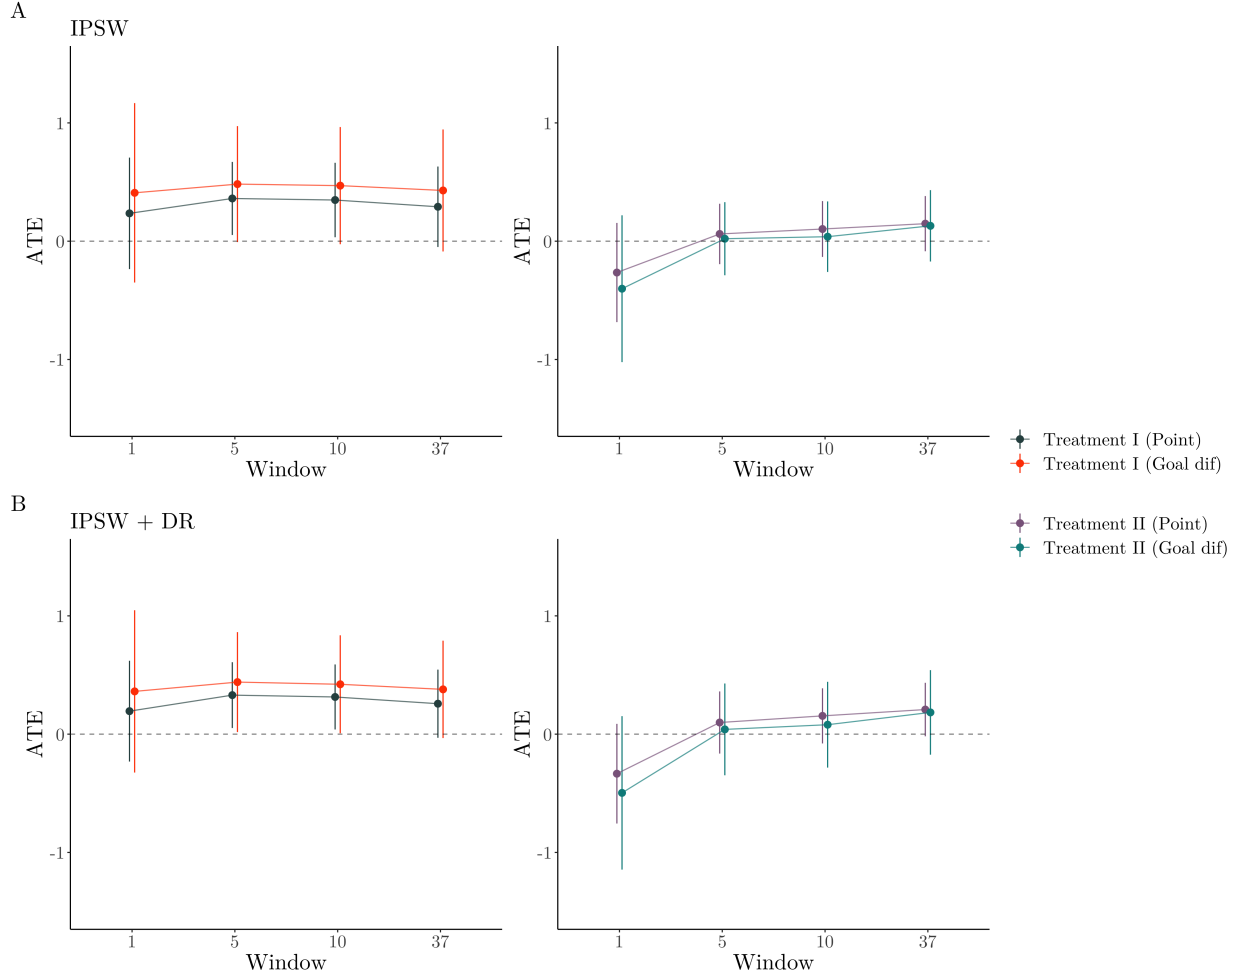 A
IPSW
1
0
-1
ATE
1 5 10 37
Window
1
0
-1
ATE
1 5 10 37
Window
Treatment I (Point)
Treatment I (Goal dif)
Treatment II (Point)
Treatment II (Goal dif)
B
IPSW + DR
1
0
-1
ATE
1 5 10 37
Window
1
0
-1
ATE
1 5 10 37
Window